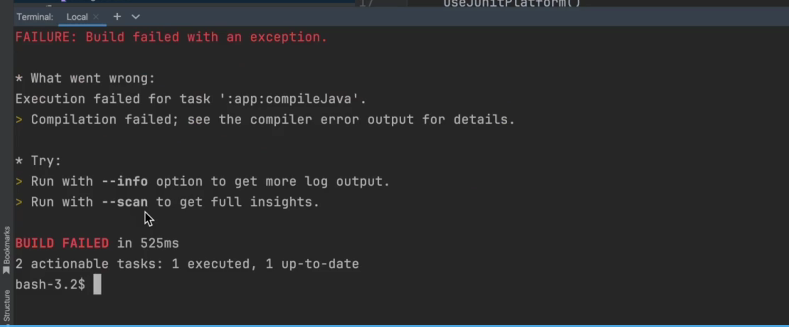 17 useJUnitPlatform()
Terminal: Local × + ∨
FAILURE: Build failed with an exception.
* What went wrong:
Execution failed for task ':app:compileJava'.
> Compilation failed; see the compiler error output for details.
* Try:
> Run with --info option to get more log output.
> Run with --scan to get full insights.
BUILD FAILED in 525ms
2 actionable tasks: 1 executed, 1 up-to-date
bash-3.2$
Bookmarks
Structure